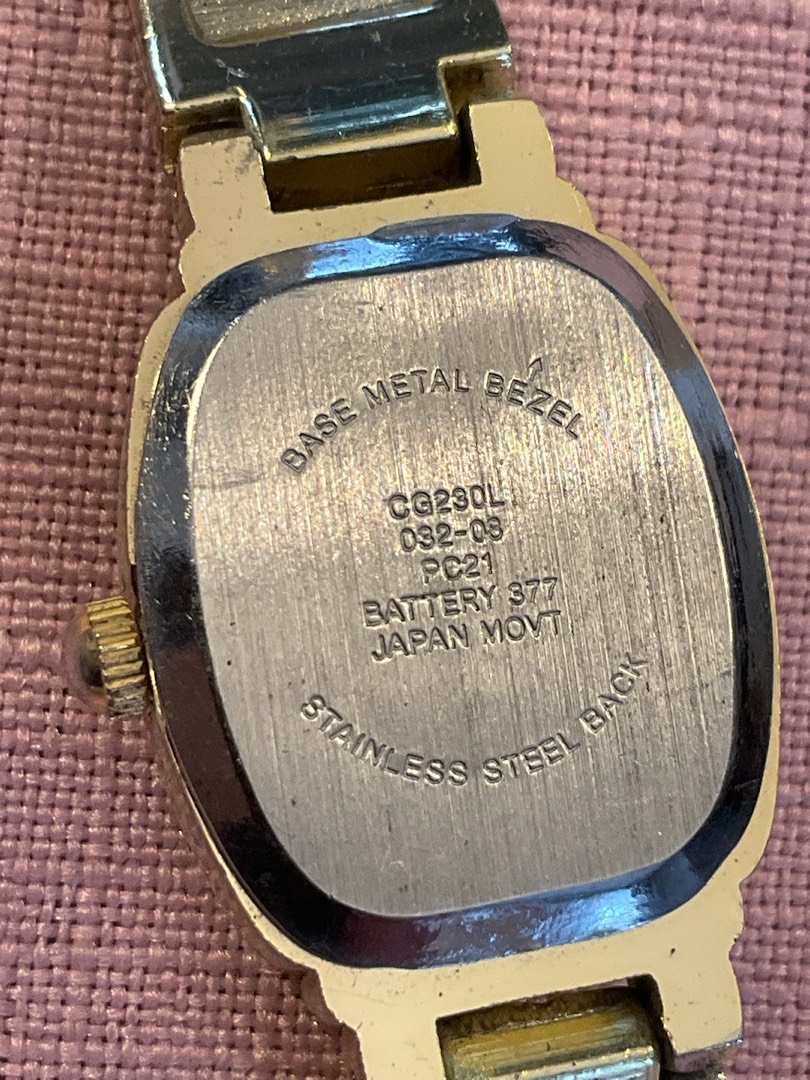 BASE METAL BEZEL
CG230L
032-03
PC21
BATTERY 377
JAPAN MOVT
STAINLESS STEEL BACK